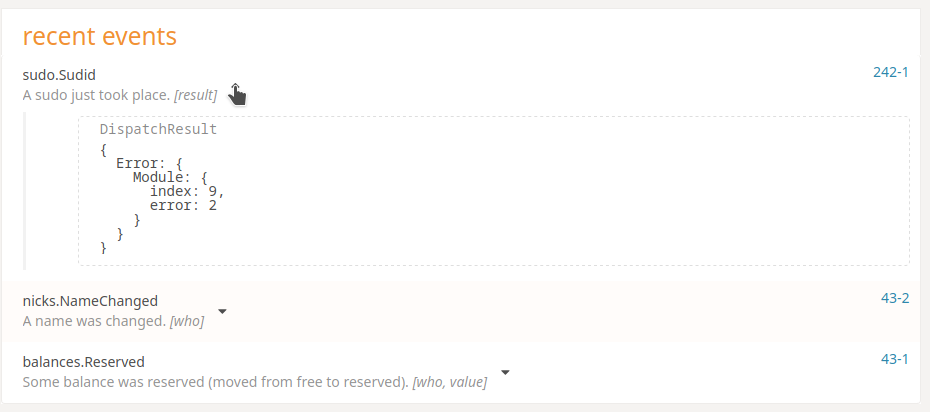 recent events
sudo.Sudid
242-1
A sudo just took place. [result]
DispatchResult
{
  Error: {
    Module: {
      index: 9,
      error: 2
    }
  }
}
nicks.NameChanged
43-2
A name was changed. [who]
balances.Reserved
43-1
Some balance was reserved (moved from free to reserved). [who, value]